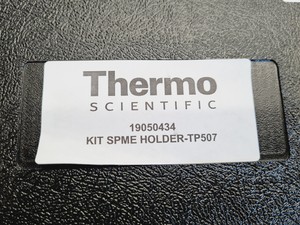 Thermo
SCIENTIFIC
19050434
KIT SPME HOLDER-TP507